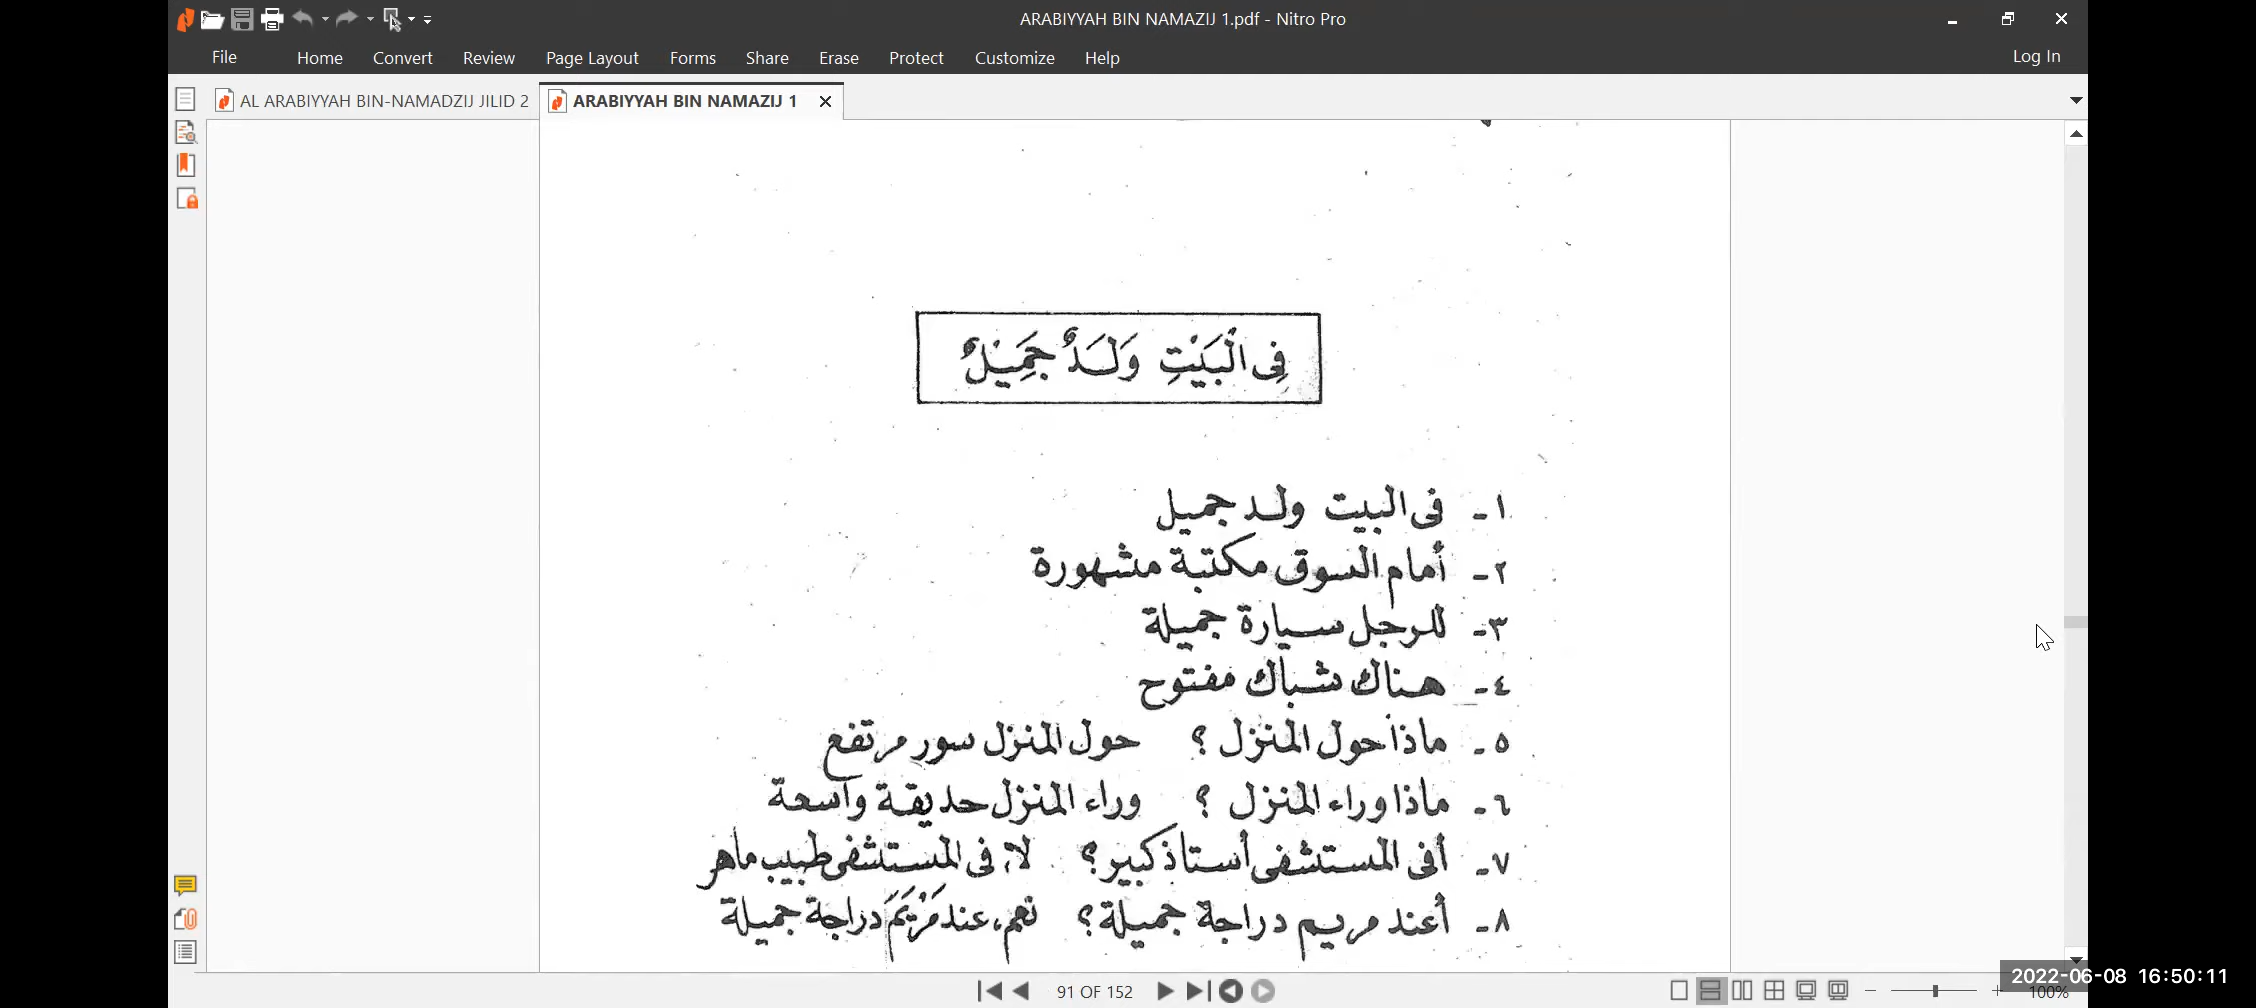 ARABIYYAH BIN NAMAZIJ 1.pdf - Nitro Pro
File Home Convert Review Page Layout Forms Share Erase Protect Customize Help Log In
AL ARABIYYAH BIN-NAMADZIJ JILID 2 ARABIYYAH BIN NAMAZIJ 1
فِى الْبَيْتِ وَلَدٌ جَمِيْلٌ
١- فى البيت ولد جميل
٢- أمام السوق مكتبة مشهورة
٣- للرجل سيارة جميلة
٤- هناك شباك مفتوح
٥- ماذا حول المنزل ؟ حول المنزل سور مرتفع
٦- ماذا وراء المنزل ؟ وراء المنزل حديقة واسعة
٧- أفى المستشفى أستاذ كبير؟ لا، فى المستشفى طبيب ماهر
٨- أعند مريم دراجة جميلة؟ نعم، عند مَرْيَمَ دراجة جميلة
91 OF 152
2022-06-08 16:50:11
100%